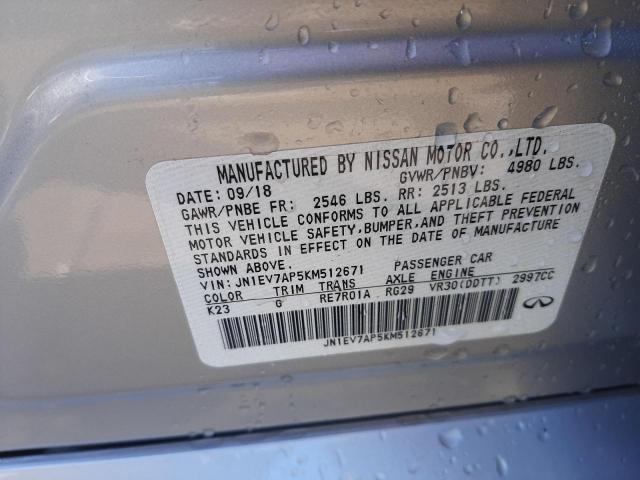 MANUFACTURED BY NISSAN MOTOR CO.,LTD.
DATE: 09/18 GVWR/PNBV: 4980 LBS.
GAWR/PNBE FR: 2546 LBS. RR: 2513 LBS.
THIS VEHICLE CONFORMS TO ALL APPLICABLE FEDERAL
MOTOR VEHICLE SAFETY,BUMPER,AND THEFT PREVENTION
STANDARDS IN EFFECT ON THE DATE OF MANUFACTURE
SHOWN ABOVE.
VIN: JN1EV7AP5KM512671 PASSENGER CAR
COLOR TRIM TRANS AXLE ENGINE
K23 G RE7R01A RG29 VR30(DDTT) 2997CC
JN1EV7AP5KM512671